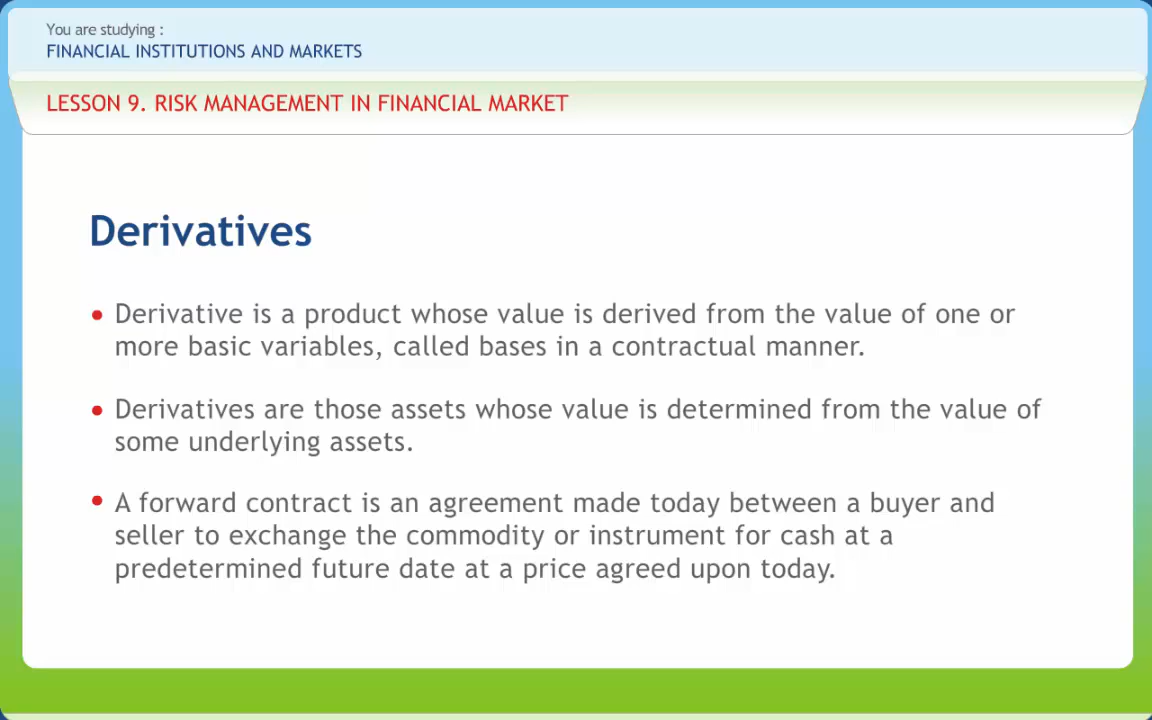 You are studying :
FINANCIAL INSTITUTIONS AND MARKETS
LESSON 9. RISK MANAGEMENT IN FINANCIAL MARKET
Derivatives
• Derivative is a product whose value is derived from the value of one or
more basic variables, called bases in a contractual manner.
• Derivatives are those assets whose value is determined from the value of
some underlying assets.
• A forward contract is an agreement made today between a buyer and
seller to exchange the commodity or instrument for cash at a
predetermined future date at a price agreed upon today.